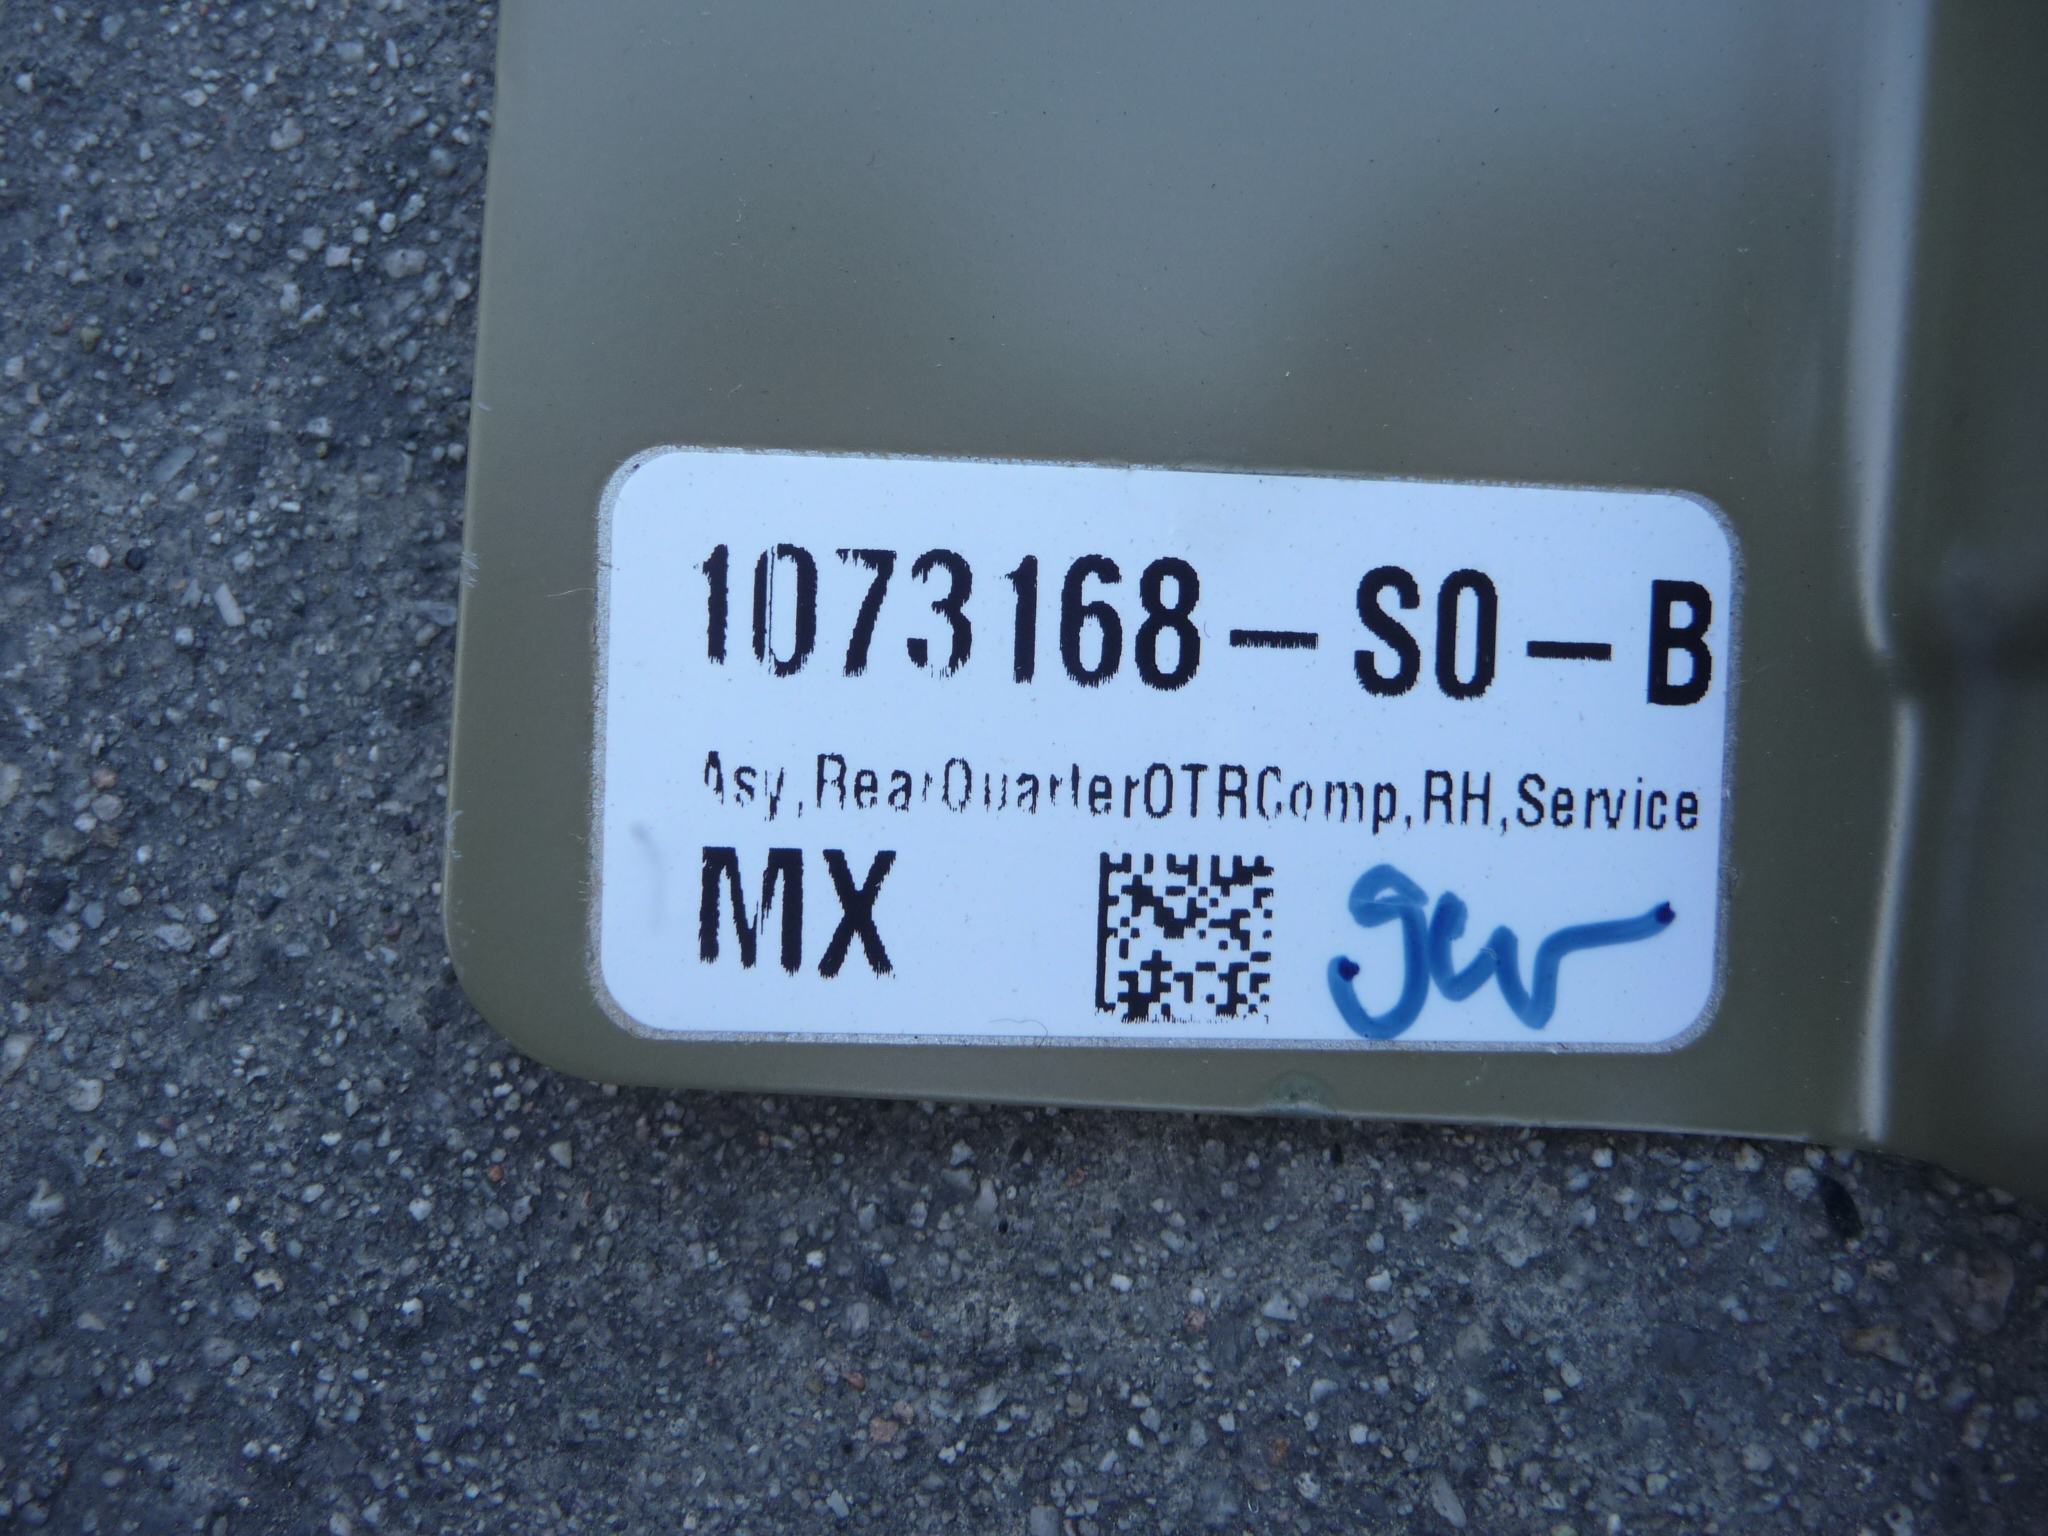 1073168-S0-B
Asy,RearQuarterOTRComp,RH,Service
MX